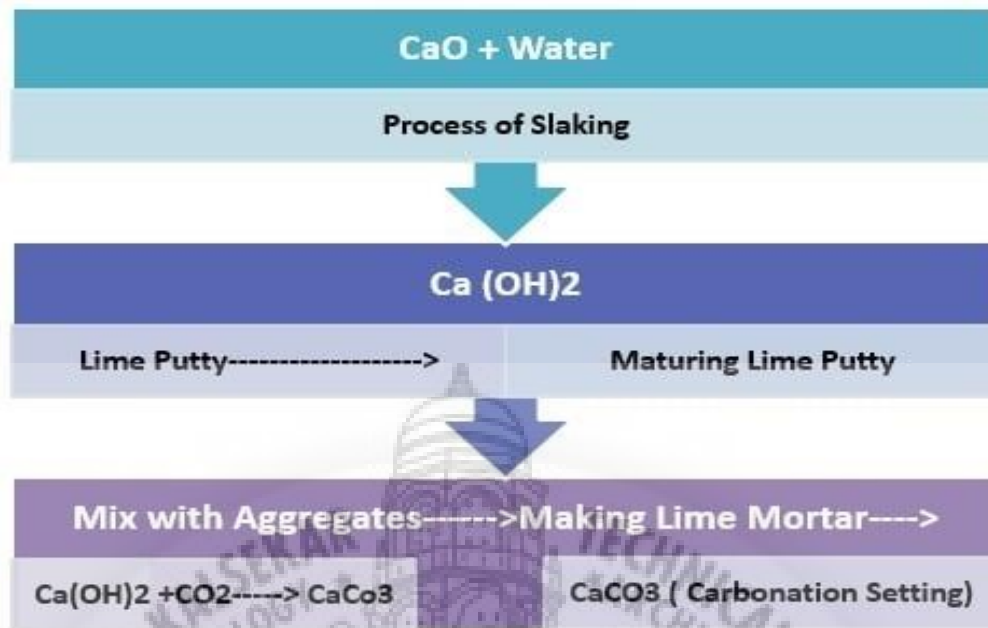 CaO + Water
Process of Slaking
Ca (OH)2
Lime Putty------------------->
Maturing Lime Putty
Mix with Aggregates------>Making Lime Mortar---->
Ca(OH)2 +CO2-----> CaCo3
CaCO3 ( Carbonation Setting)